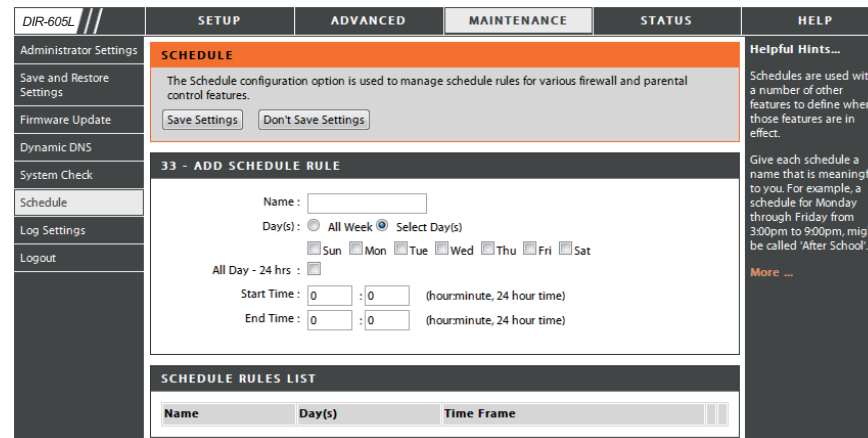 DIR-605L
SETUP
ADVANCED
MAINTENANCE
STATUS
HELP
Administrator Settings
Save and Restore
Settings
Firmware Update
Dynamic DNS
System Check
Schedule
Log Settings
Logout
SCHEDULE
The Schedule configuration option is used to manage schedule rules for various firewall and parental
control features.
Save Settings
Don't Save Settings
33 - ADD SCHEDULE RULE
Name :
Day(s) : All Week Select Day(s)
Sun Mon Tue Wed Thu Fri Sat
All Day - 24 hrs :
Start Time : 0 : 0 (hour:minute, 24 hour time)
End Time : 0 : 0 (hour:minute, 24 hour time)
SCHEDULE RULES LIST
Name Day(s) Time Frame
Helpful Hints...
Schedules are used
a number of other
features to define
those features are in
effect.
Give each schedule a
name that is
to you. For example, a
schedule for Monday
through Friday from
3:00pm to 9:00pm,
be called 'After School'.
More ...